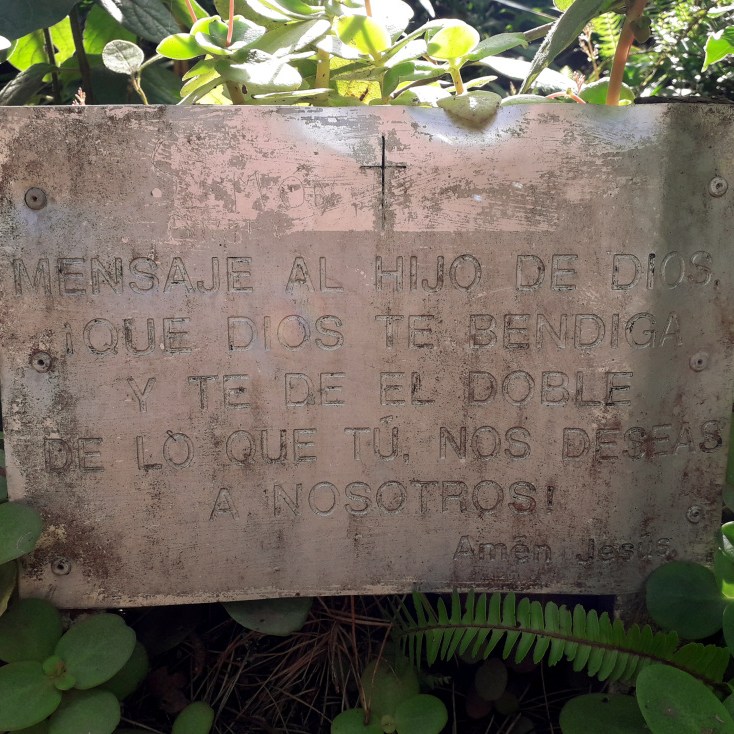 MENSAJE AL HIJO DE DIOS,
¡QUE DIOS TE BENDIGA
Y TE DE EL DOBLE
DE LO QUE TÚ, NOS DESEAS
A NOSOTROS!
Amén Jesús.